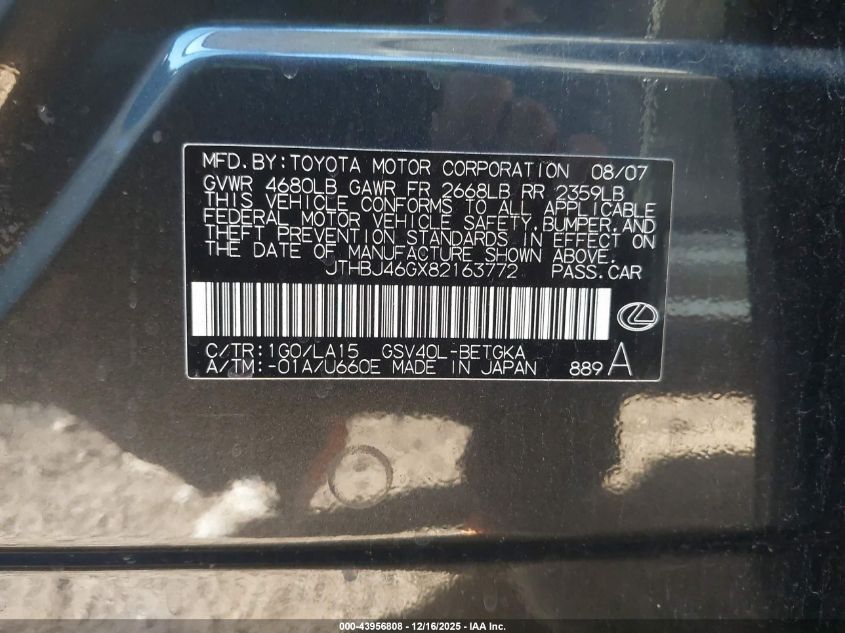 MFD.BY:TOYOTA MOTOR CORPORATION 08/07
GVWR 4680LB GAWR FR 2668LB RR 2359LB
THIS VEHICLE CONFORMS TO ALL APPLICABLE
FEDERAL MOTOR VEHICLE SAFETY,BUMPER,AND
THEFT PREVENTION STANDARDS IN EFFECT ON
THE DATE OF MANUFACTURE SHOWN ABOVE.
JTHBJ46GX82163772 PASS.CAR
C/TR:1G0/LA15 GSV40L-BETGKA
A/TM:-01A/U660E MADE IN JAPAN 889 A
000-43956808 - 12/16/2025 - IAA Inc.